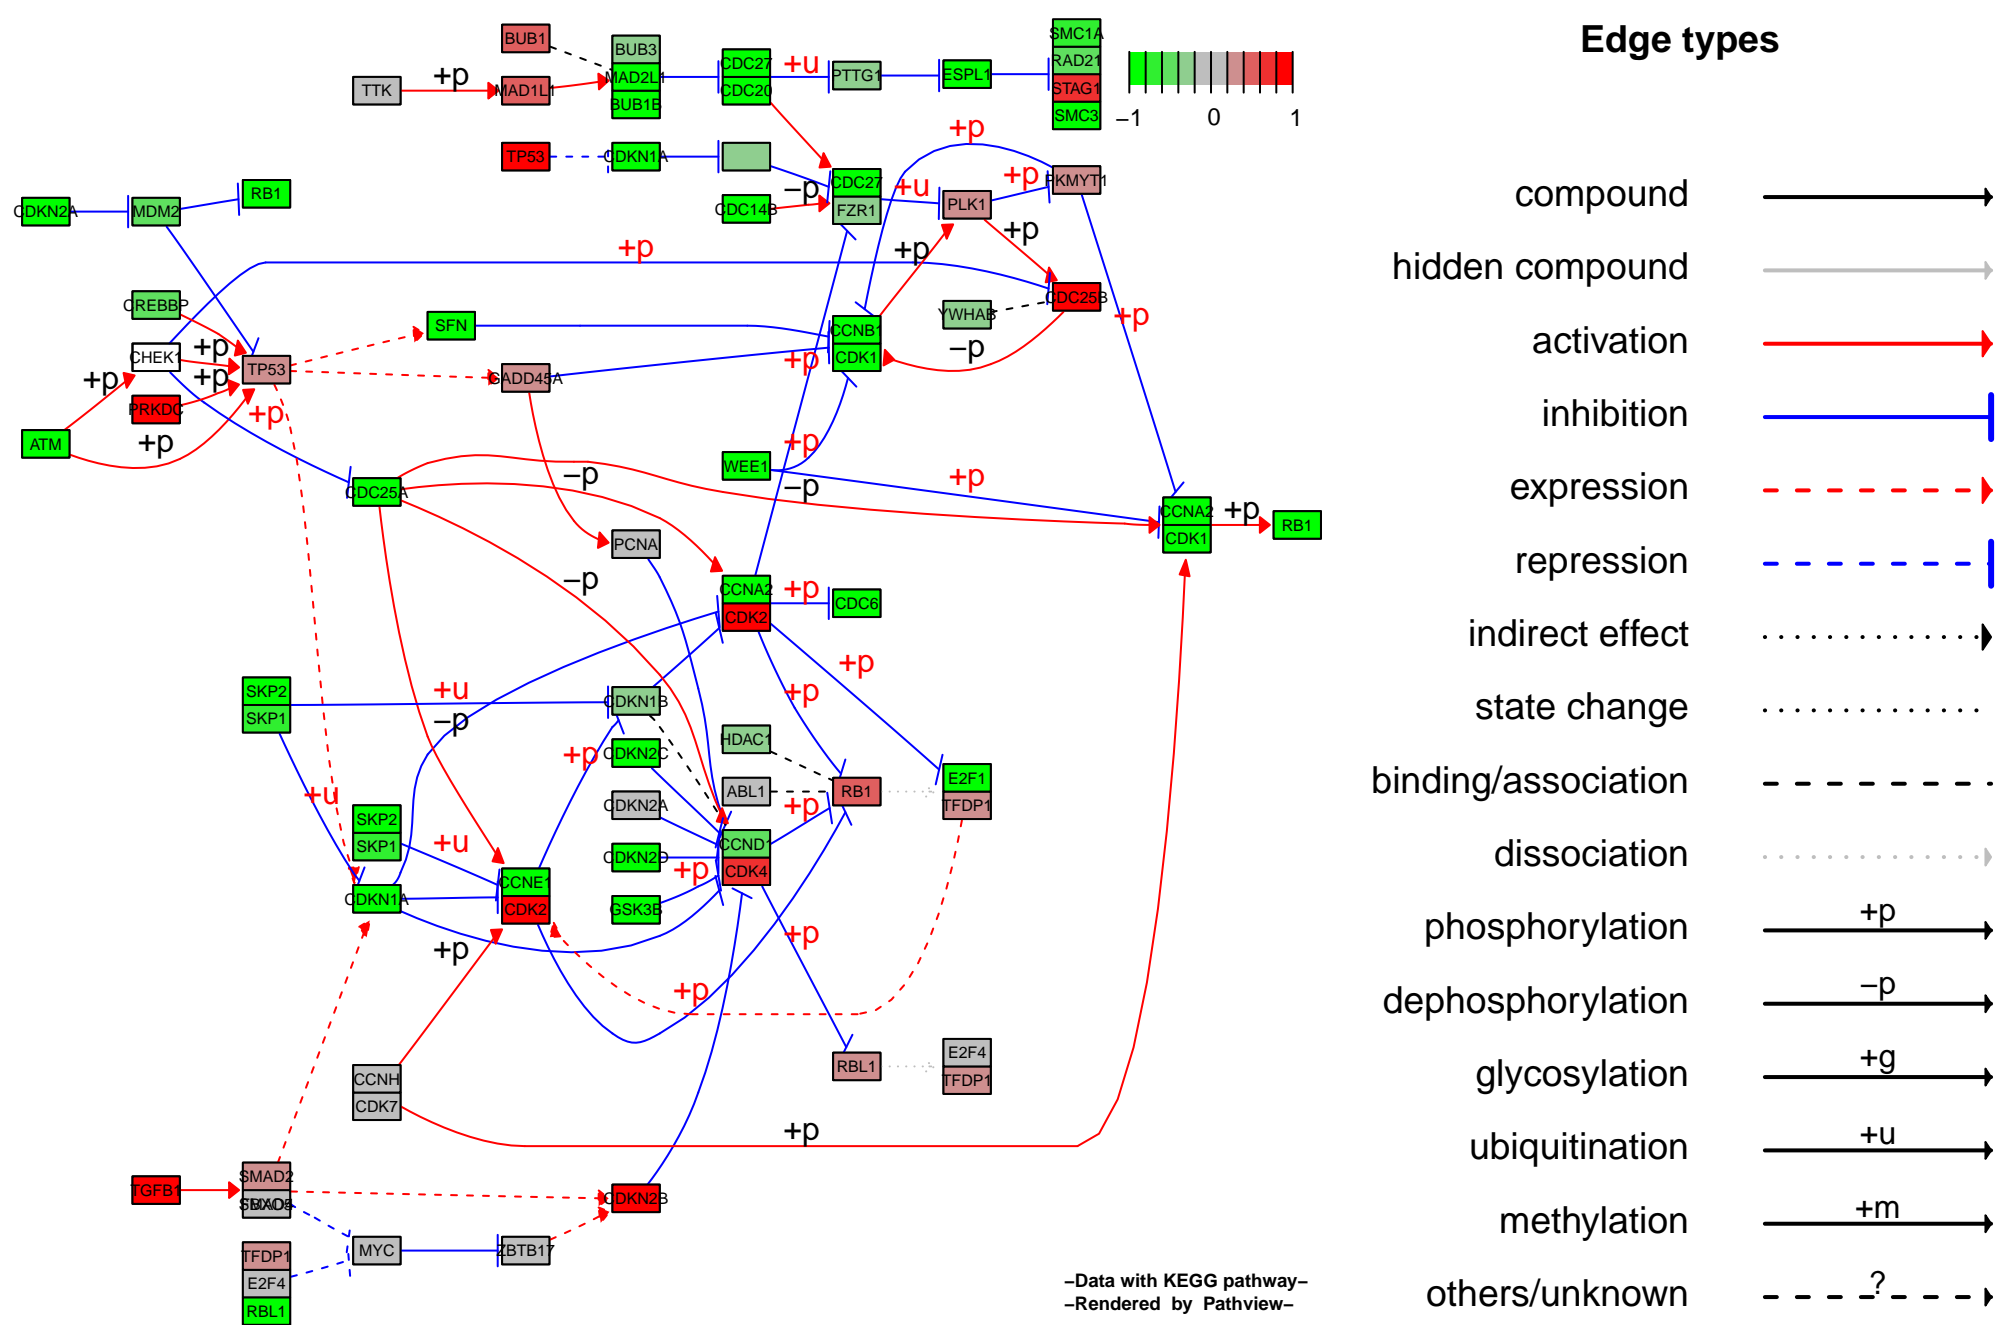 BUB1
BUB3
MAD2L1
BUB1B
TTK
+p
MAD1L1
CDC27
CDC20
+u
PTTG1
ESPL1
SMC1A
RAD21
STAG1
SMC3
−1
0
1
TP53
CDKN1A
CDC14B
−p
CDC27
FZR1
+u
PLK1
+p
+p
PKMYT1
CDKN2A
MDM2
RB1
+p
+p
+p
CREBBP
CHEK1
+p
+p
TP53
PRKDC
+p
ATM
+p
+p
SFN
GADD45A
CCNB1
CDK1
+p
YWHAB
CDC25B
−p
+p
WEE1
+p
−p
+p
CDC25A
−p
CCNA2
CDK1
+p
RB1
PCNA
−p
CCNA2
CDK2
+p
CDC6
+p
+p
SKP2
SKP1
+u
−p
CDKN1B
HDAC1
+p
CDKN2C
ABL1
RB1
E2F1
TFDP1
+u
CDKN2A
+p
SKP2
SKP1
+u
CCND1
CDK4
CDKN2D
+p
CDKN1A
CCNE1
CDK2
GSK3B
+p
+p
+p
CCNH
CDK7
RBL1
E2F4
TFDP1
+p
TGFB1
SMAD2
CDKN2B
TFDP1
E2F4
RBL1
MYC
ZBTB17
−Data with KEGG pathway−
−Rendered by Pathview−
Edge types
compound
hidden compound
activation
inhibition
expression
repression
indirect effect
state change
binding/association
dissociation
phosphorylation +p
dephosphorylation −p
glycosylation +g
ubiquitination +u
methylation +m
others/unknown ?